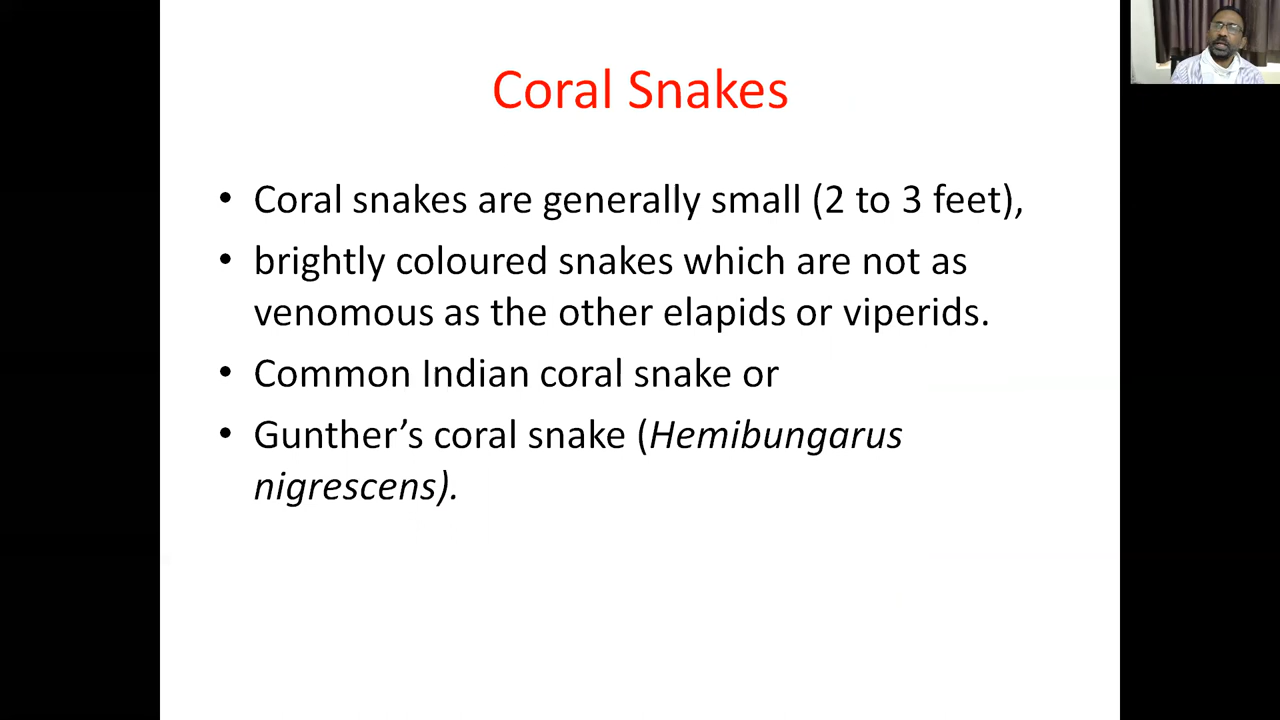 Coral Snakes
• Coral snakes are generally small (2 to 3 feet),
• brightly coloured snakes which are not as
venomous as the other elapids or viperids.
• Common Indian coral snake or
• Gunther’s coral snake (Hemibungarus
nigrescens).